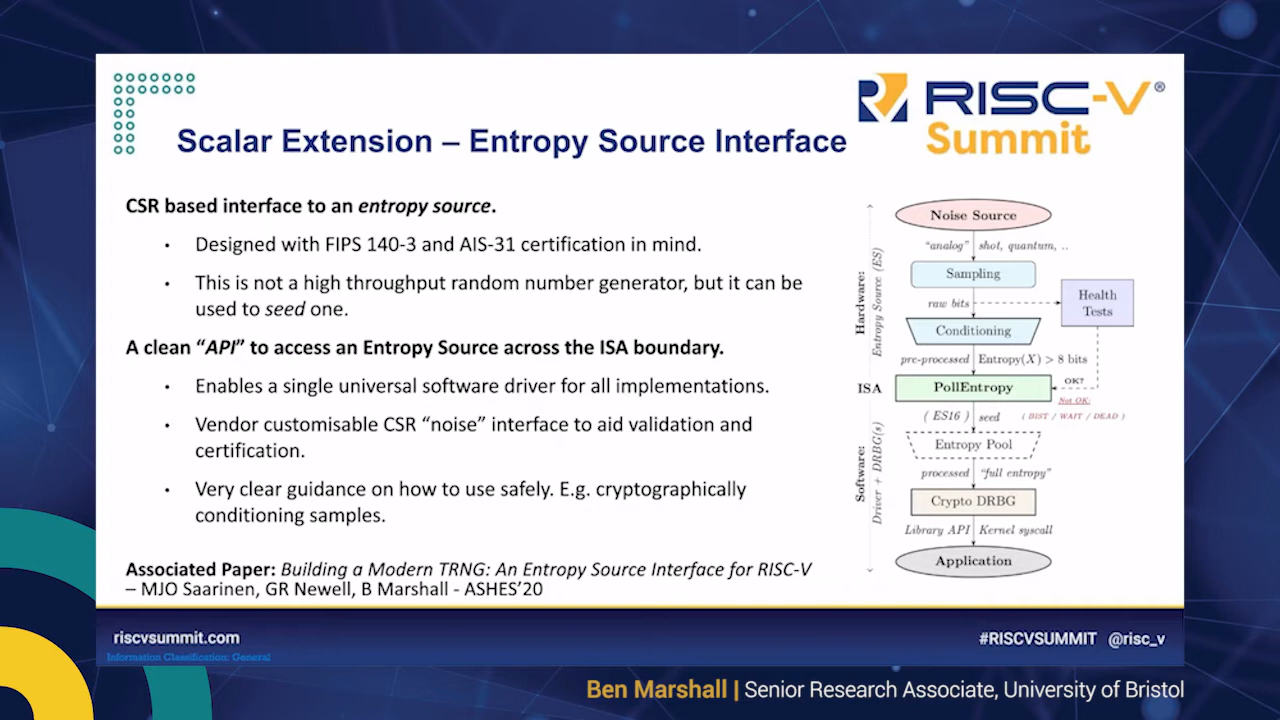 RISC-V®
Summit
Scalar Extension – Entropy Source Interface
CSR based interface to an entropy source.
• Designed with FIPS 140-3 and AIS-31 certification in mind.
• This is not a high throughput random number generator, but it can be
used to seed one.
A clean “API” to access an Entropy Source across the ISA boundary.
• Enables a single universal software driver for all implementations.
• Vendor customisable CSR “noise” interface to aid validation and
certification.
• Very clear guidance on how to use safely. E.g. cryptographically
conditioning samples.
Associated Paper: Building a Modern TRNG: An Entropy Source Interface for RISC-V
– MJO Saarinen, GR Newell, B Marshall - ASHES’20
Hardware:
Entropy Source (ES)
ISA
Software:
Driver + DRBG(s)
Noise Source
“analog” shot, quantum, ..
Sampling
raw bits
Health
Tests
Conditioning
pre-processed Entropy(X) > 8 bits
OK?
PollEntropy
Not OK:
( ES16 ) seed ( BIST / WAIT / DEAD )
Entropy Pool
processed “full entropy”
Crypto DRBG
Library API Kernel syscall
Application
riscvsummit.com
#RISCVSUMMIT @risc_v
Information Classification: General
Ben Marshall | Senior Research Associate, University of Bristol